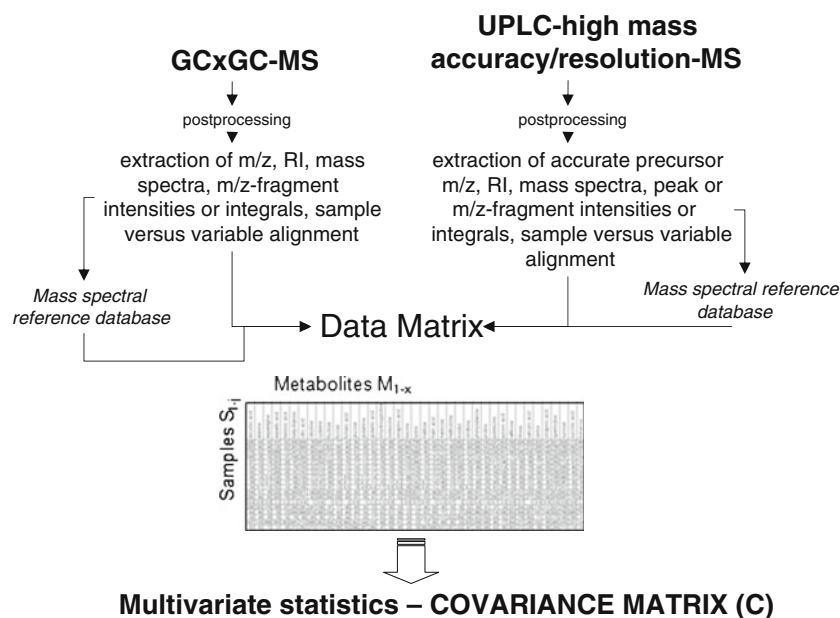 GCxGC-MS
postprocessing
extraction of m/z, RI, mass
spectra, m/z-fragment
intensities or integrals, sample
versus variable alignment
Mass spectral
reference database
UPLC-high mass
accuracy/resolution-MS
postprocessing
extraction of accurate precursor
m/z, RI, mass spectra, peak or
m/z-fragment intensities or
integrals, sample versus variable
alignment
Mass spectral reference
database
Data Matrix
Metabolites M1-x
Samples S1-i
Multivariate statistics – COVARIANCE MATRIX (C)